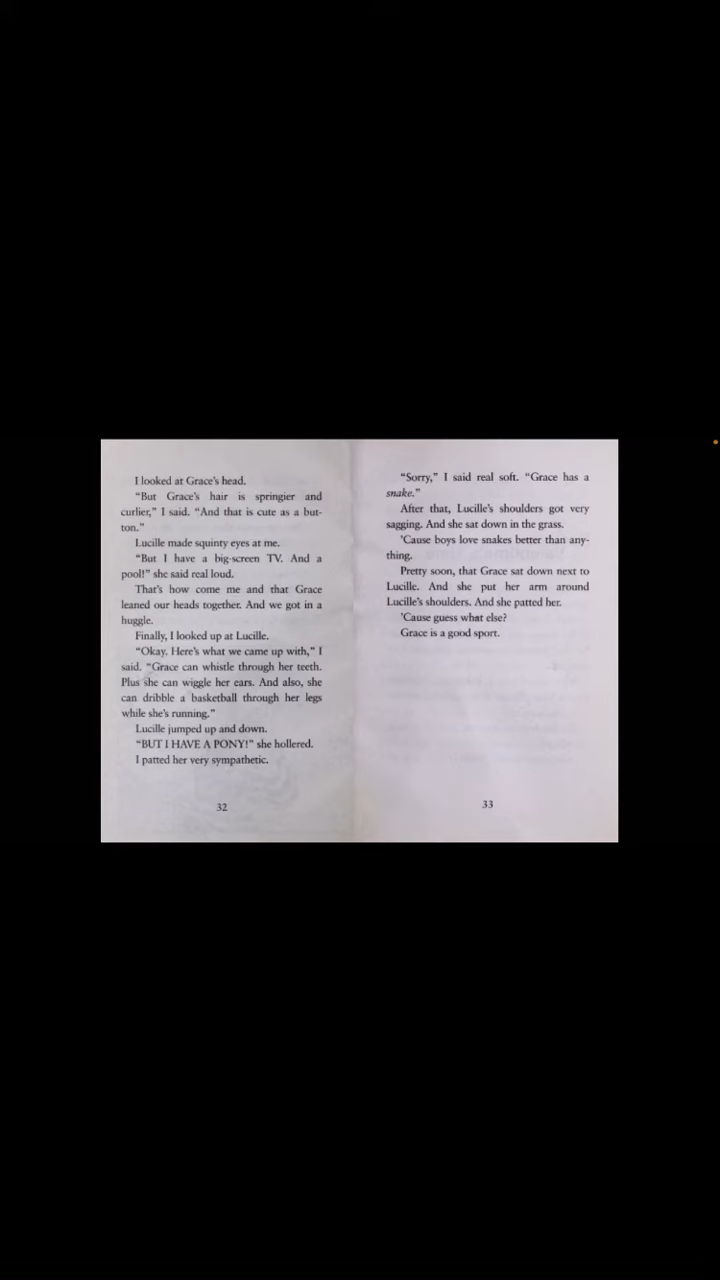 I looked at Grace's head.
“But Grace's hair is springier and
curlier,” I said. “And that is cute as a but-
ton.”
Lucille made squinty eyes at me.
“But I have a big-screen TV. And a
pool!” she said real loud.
That's how come me and that Grace
leaned our heads together. And we got in a
huggle.
Finally, I looked up at Lucille.
“Okay. Here's what we came up with,” I
said. “Grace can whistle through her teeth.
Plus she can wiggle her ears. And also, she
can dribble a basketball through her legs
while she's running.”
Lucille jumped up and down.
“BUT I HAVE A PONY!” she hollered.
I patted her very sympathetic.
32
“Sorry,” I said real soft. “Grace has a
snake.”
After that, Lucille's shoulders got very
sagging. And she sat down in the grass.
'Cause boys love snakes better than any-
thing.
Pretty soon, that Grace sat down next to
Lucille. And she put her arm around
Lucille's shoulders. And she patted her.
'Cause guess what else?
Grace is a good sport.
33